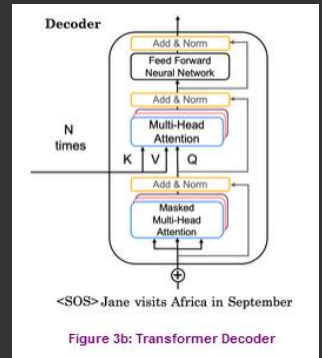 Decoder
Add & Norm
Feed Forward
Neural Network
Add & Norm
N
times
Multi-Head
Attention
K V Q
Add & Norm
Masked
Multi-Head
Attention
<SOS> Jane visits Africa in September
Figure 3b: Transformer Decoder